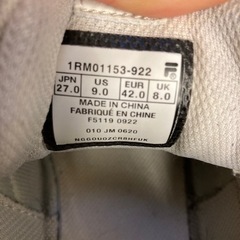 1RM01153-922
JPN US EUR UK
27.0 9.0 42.0 8.0
MADE IN CHINA
FABRIQUÉ EN CHINE
F5119 0922
010 JM 0620